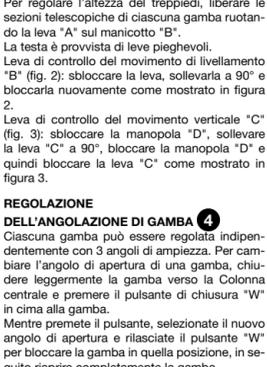 Per regolare l'altezza del treppiedi, liberare le
sezioni telescopiche di ciascuna gamba ruotan-
do la leva "A" sul manicotto "B".
La testa è provvista di leve pieghevoli.
Leva di controllo del movimento di livellamento
"B" (fig. 2): sbloccare la leva, sollevarla a 90° e
bloccarla nuovamente come mostrato in figura
2.
Leva di controllo del movimento verticale "C"
(fig. 3): sbloccare la manopola "D", sollevare
la leva "C" a 90°, bloccare la manopola "D" e
quindi bloccare la leva "C" come mostrato in
figura 3.
REGOLAZIONE
DELL'ANGOLAZIONE DI GAMBA 4
Ciascuna gamba può essere regolata indipen-
dentemente con 3 angoli di ampiezza. Per cam-
biare l'angolo di apertura di una gamba, chiu-
dere leggermente la gamba verso la Colonna
centrale e premere il pulsante di chiusura "W"
in cima alla gamba.
Mentre premete il pulsante, selezionate il nuovo
angolo di apertura e rilasciate il pulsante "W"
per bloccare la gamba in quella posizione, in se-
guito riaprire completamente la gamba.